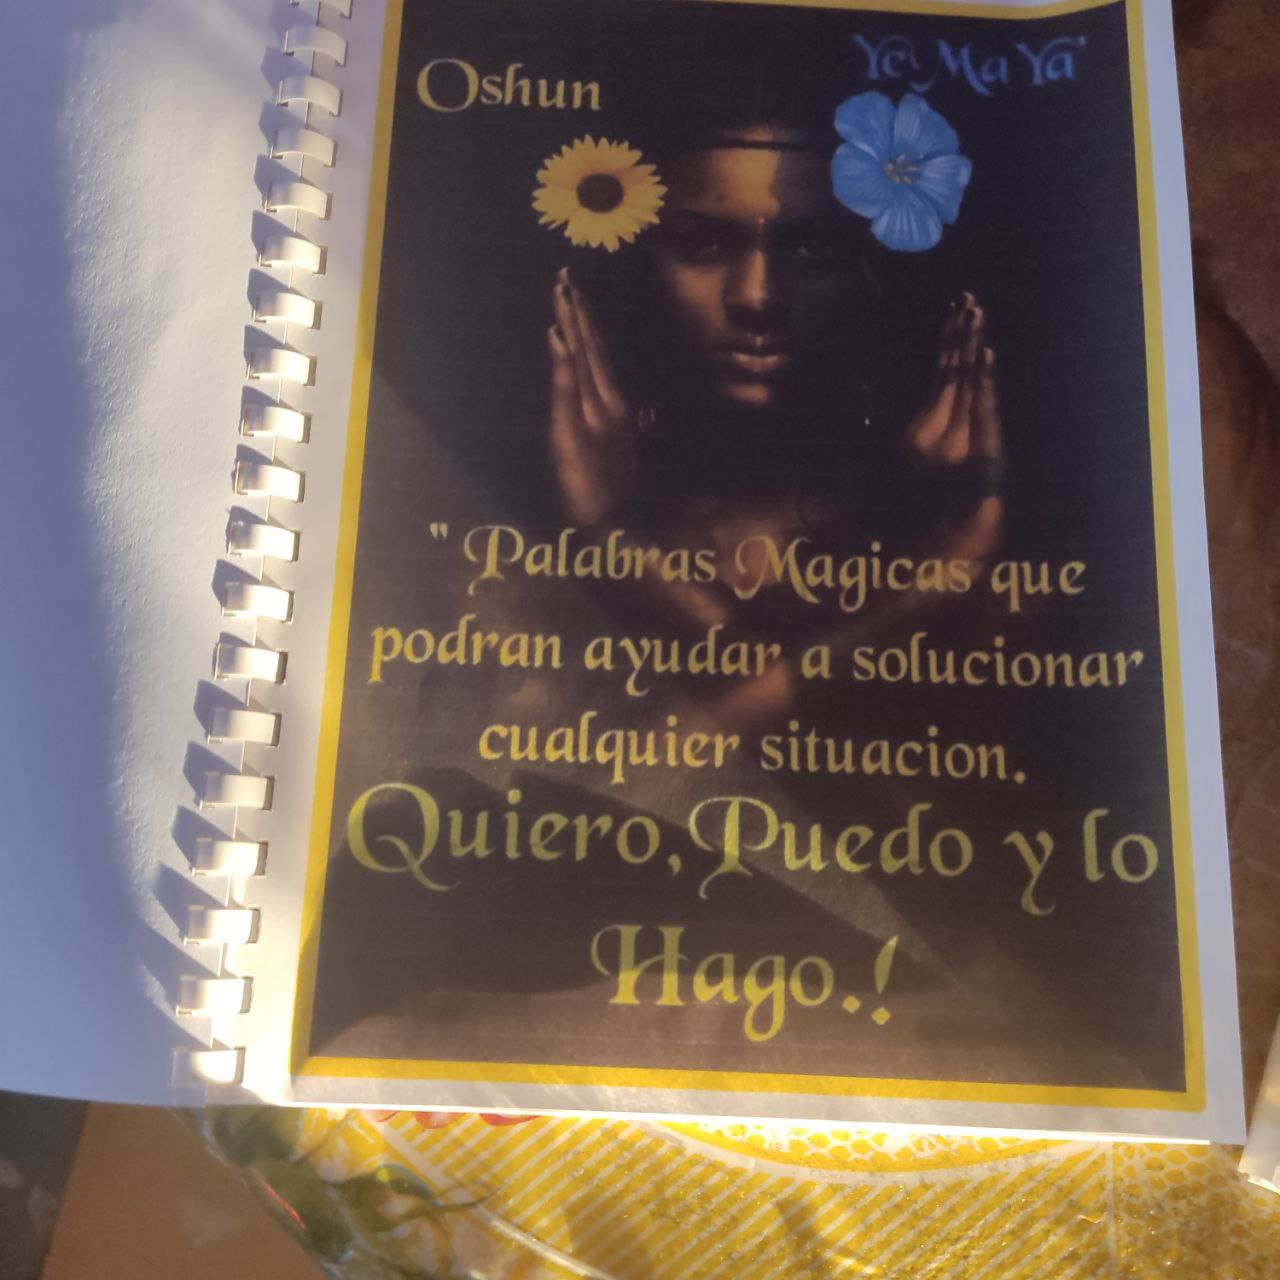 Oshun
Ye Ma Ya
" Palabras Magicas que
podran ayudar a solucionar
cualquier situacion.
Quiero, Puedo y lo
Hago.!